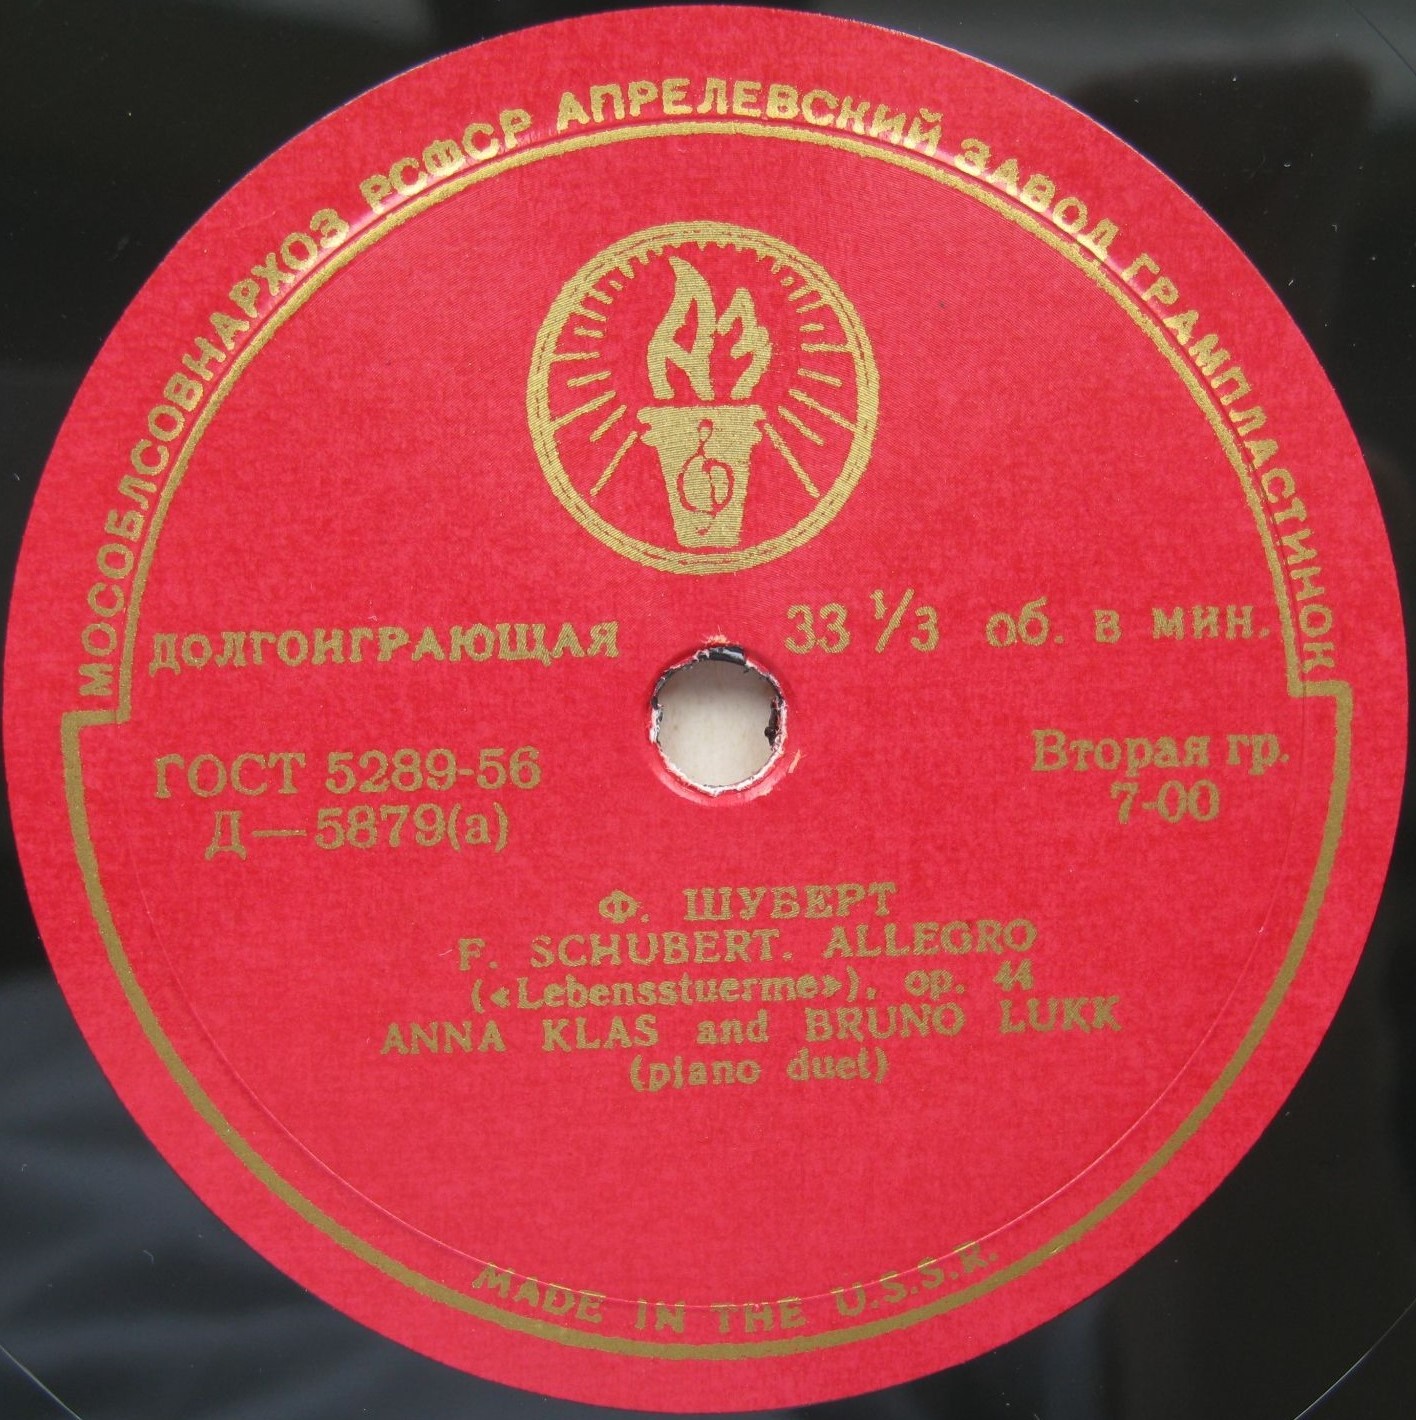 МОСОБЛСОВНАРХОЗ РСФСР АПРЕЛЕВСКИЙ ЗАВОД ГРАМПЛАСТИНОК
АЗ
ДОЛГОИГРАЮЩАЯ
33 1/3 об. в мин.
ГОСТ 5289-56
Д—5879(а)
Вторая гр.
7-00
Ф. ШУБЕРТ
F. SCHUBERT. ALLEGRO
(«Lebensstuerme»), op. 44
ANNA KLAS and BRUNO LUKK
(piano duet)
MADE IN THE U.S.S.R.